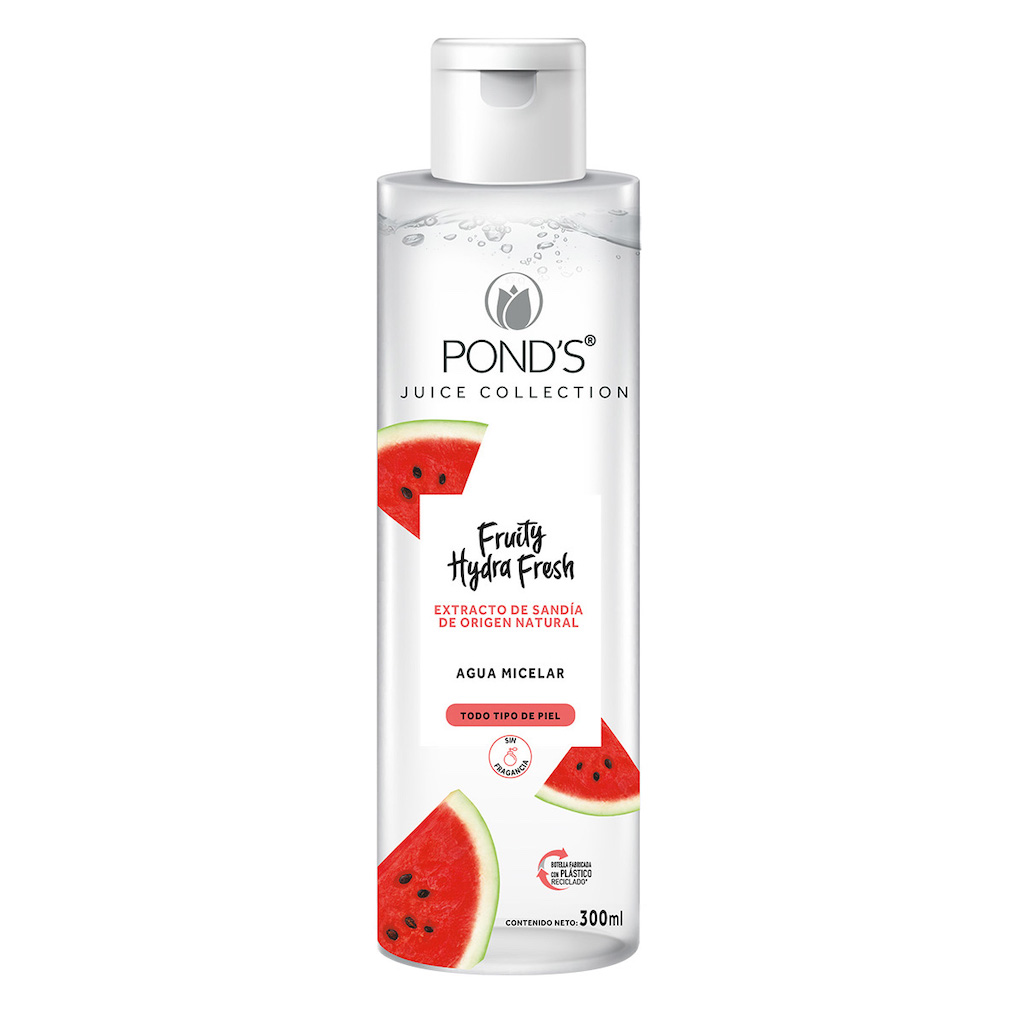 POND'S®
JUICE COLLECTION
Fruity
Hydra Fresh
EXTRACTO DE SANDÍA
DE ORIGEN NATURAL
AGUA MICELAR
TODO TIPO DE PIEL
SIN
FRAGANCIA
BOTELLA FABRICADA
CON PLÁSTICO
RECICLADO*
CONTENIDO NETO: 300ml